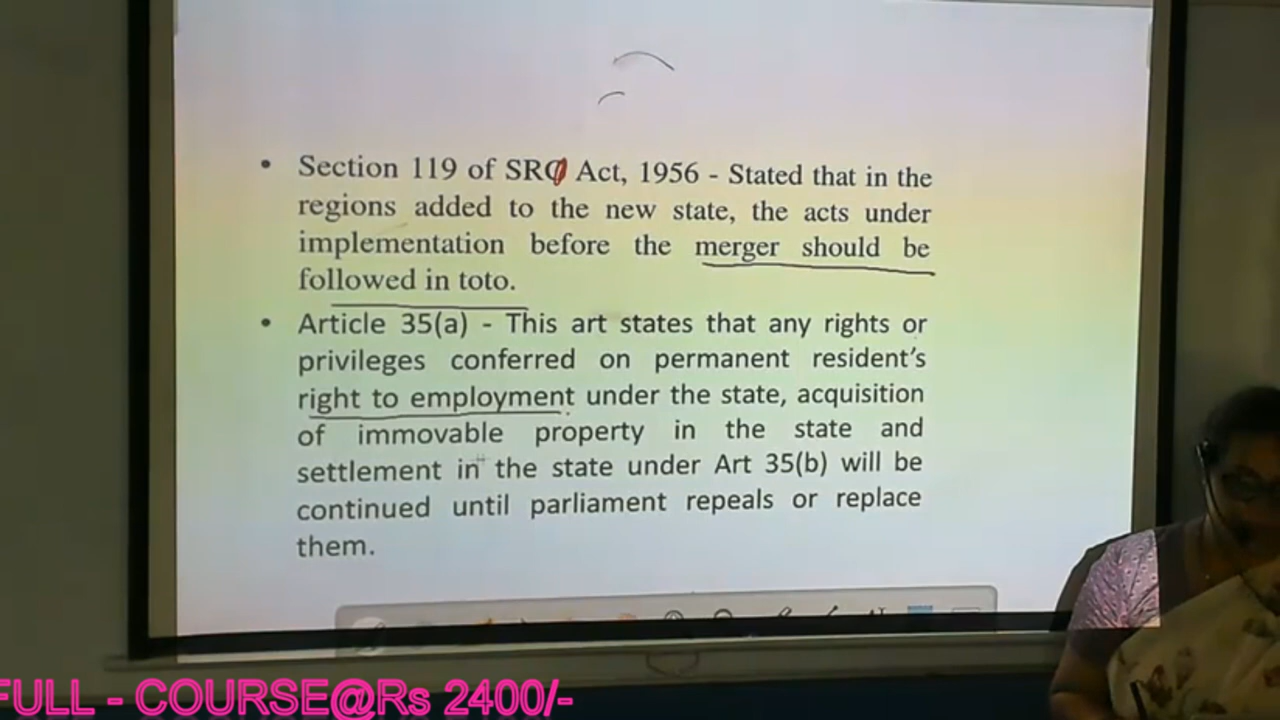 • Section 119 of SRC Act, 1956 - Stated that in the
regions added to the new state, the acts under
implementation before the merger should be
followed in toto.
• Article 35(a) - This art states that any rights or
privileges conferred on permanent resident's
right to employment under the state, acquisition
of immovable property in the state and
settlement in the state under Art 35(b) will be
continued until parliament repeals or replace
them.
FULL - COURSE@Rs 2400/-